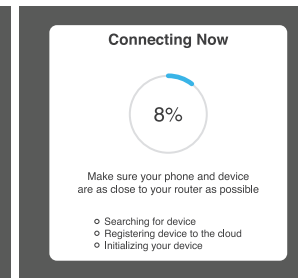 Connecting Now
8%
Make sure your phone and device
are as close to your router as possible
Searching for device
Registering device to the cloud
Initializing your device